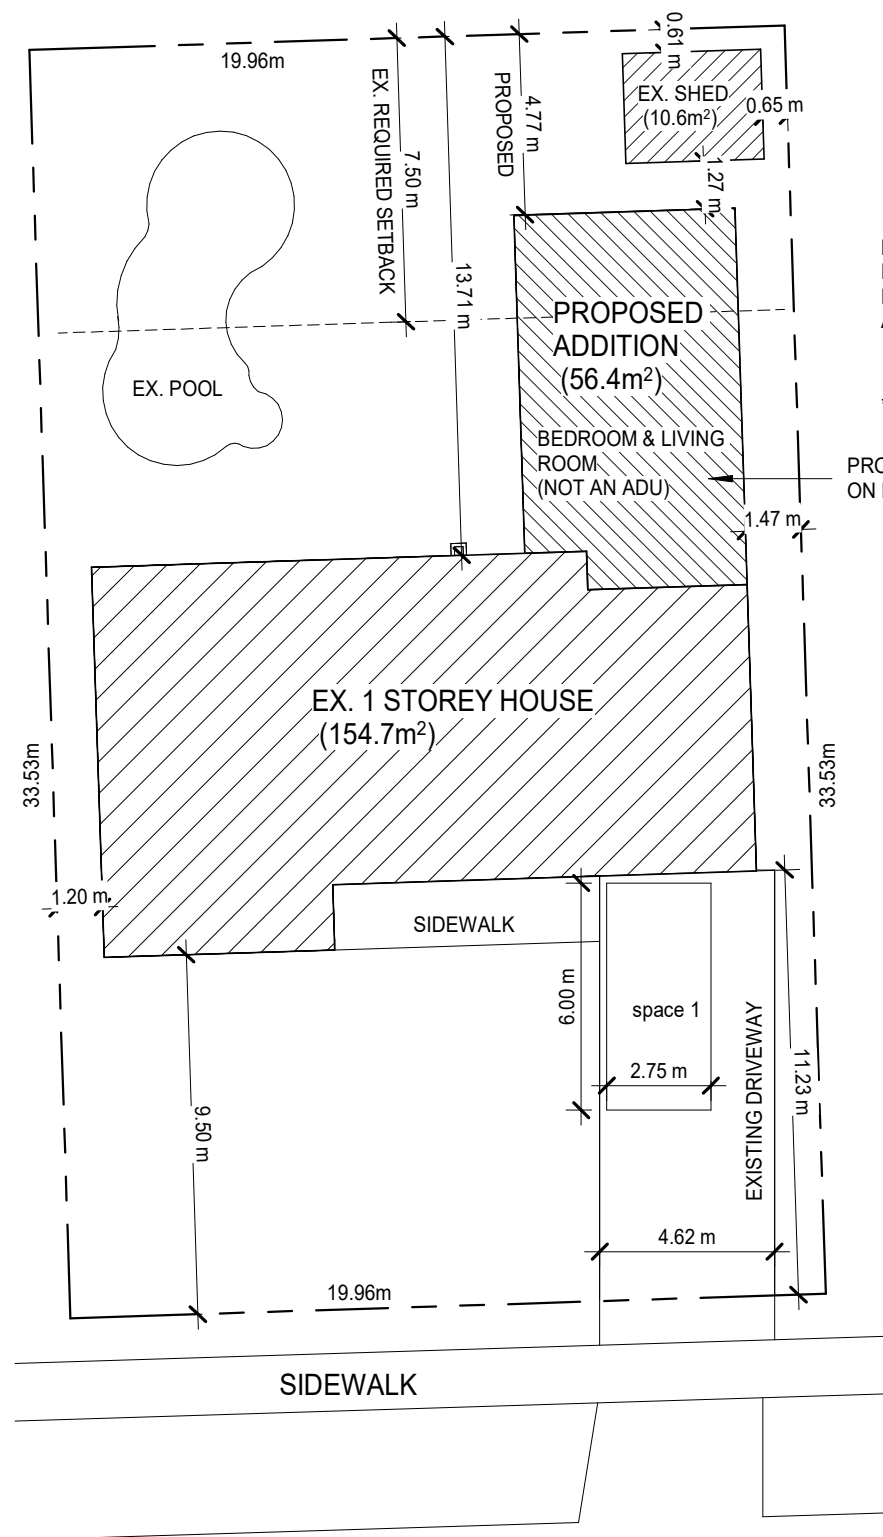 19.96m
0.61 m
EX. REQUIRED SETBACK
7.50 m
13.71 m
PROPOSED
4.77 m
EX. SHED
(10.6m²)
0.65 m
1.27 m
PROPOSED
ADDITION
(56.4m²)
EX. POOL
BEDROOM & LIVING
ROOM
(NOT AN ADU)
PRO
ON
1.47 m
EX. 1 STOREY HOUSE
(154.7m²)
33.53m
33.53m
1.20 m
SIDEWALK
6.00 m
space 1
2.75 m
EXISTING DRIVEWAY
11.23 m
9.50 m
4.62 m
19.96m
SIDEWALK